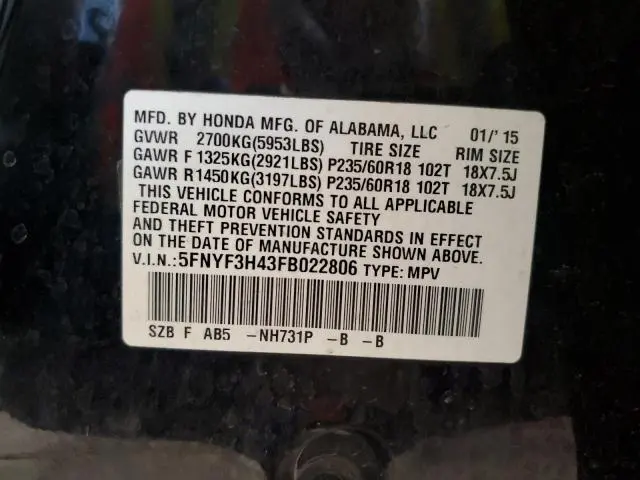 MFD. BY HONDA MFG. OF ALABAMA, LLC 01/' 15
GVWR 2700KG(5953LBS) TIRE SIZE RIM SIZE
GAWR F 1325KG(2921LBS) P235/60R18 102T 18X7.5J
GAWR R1450KG(3197LBS) P235/60R18 102T 18X7.5J
THIS VEHICLE CONFORMS TO ALL APPLICABLE
FEDERAL MOTOR VEHICLE SAFETY
AND THEFT PREVENTION STANDARDS IN EFFECT
ON THE DATE OF MANUFACTURE SHOWN ABOVE.
V.I.N.:5FNYF3H43FB022806 TYPE: MPV
SZB F AB5 -NH731P -B -B